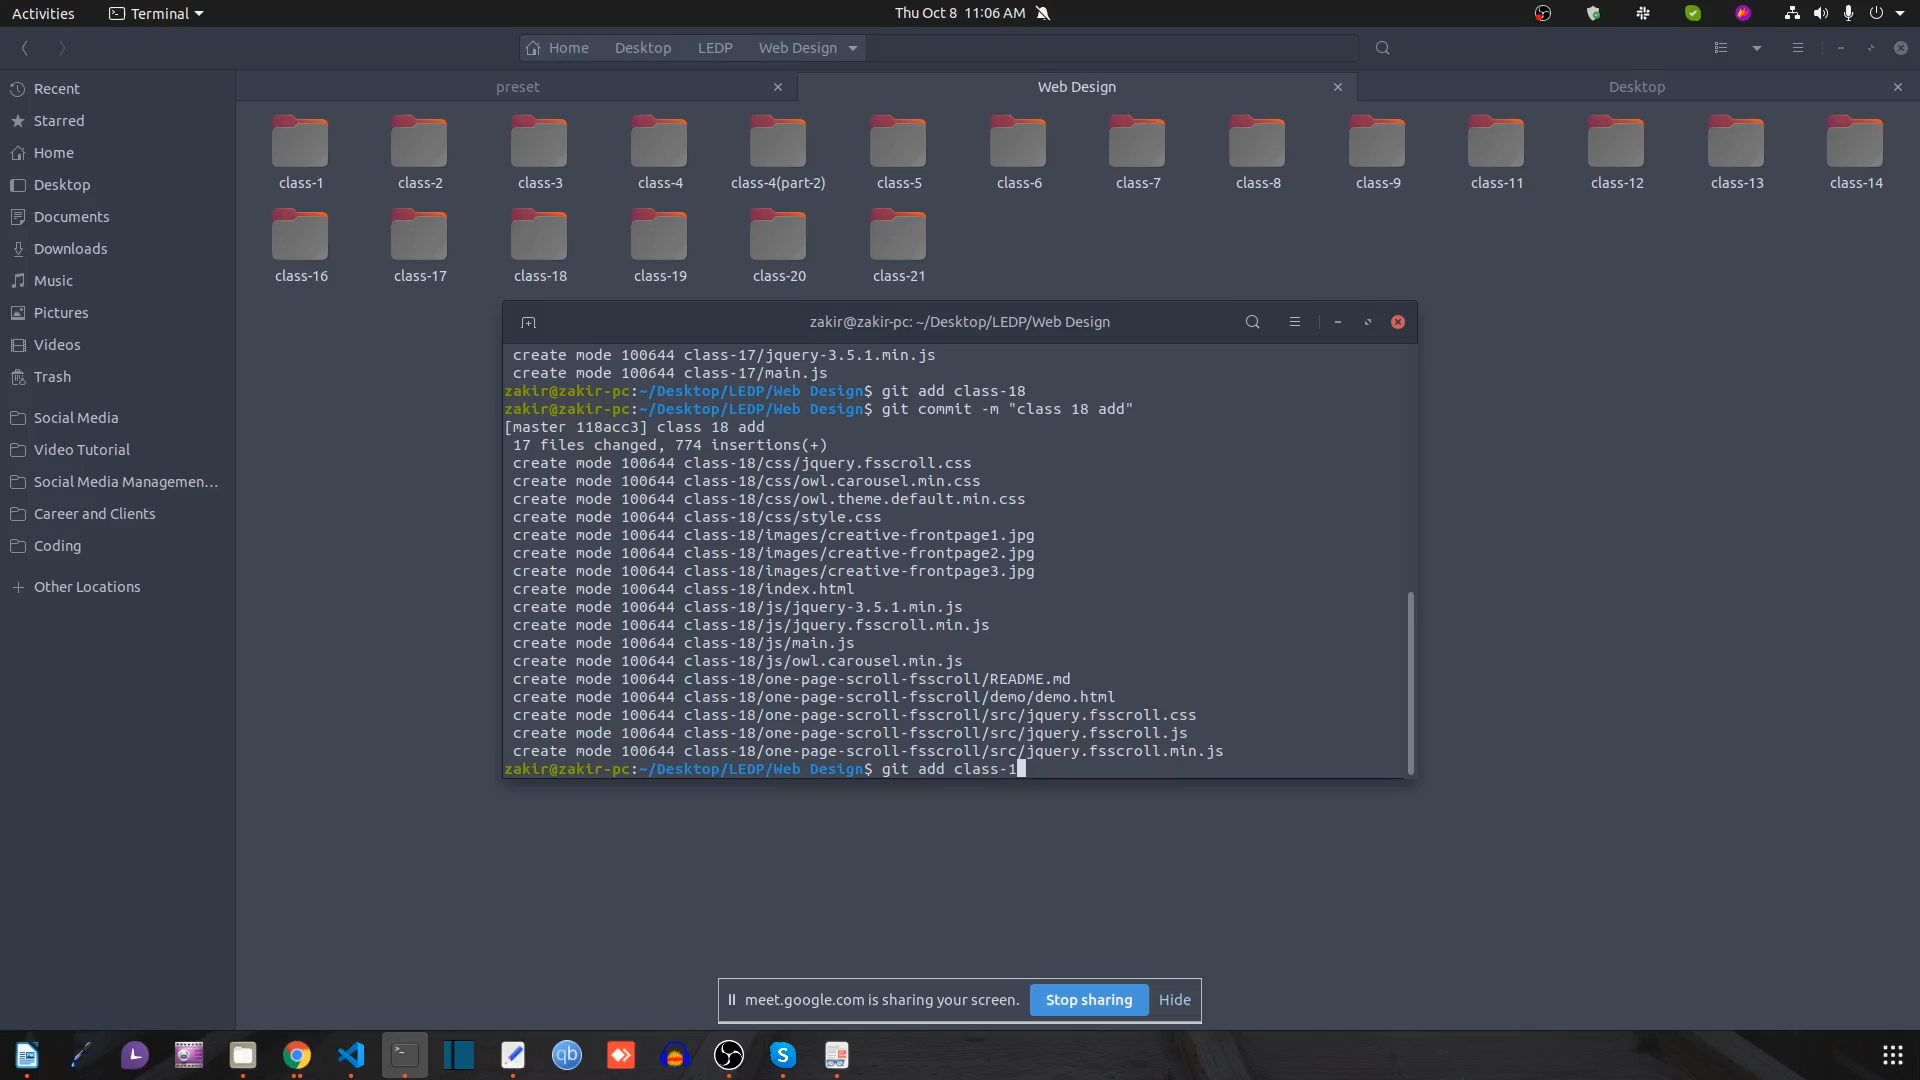 Activities
Terminal
Thu Oct 8 11:06 AM
Home
Desktop
LEDP
Web Design
Recent
Starred
Home
Desktop
Documents
Downloads
Music
Pictures
Videos
Trash
Social Media
Video Tutorial
Social Media Managemen...
Career and Clients
Coding
Other Locations
preset
Web Design
Desktop
class-1
class-2
class-3
class-4
class-4(part-2)
class-5
class-6
class-7
class-8
class-9
class-11
class-12
class-13
class-14
class-16
class-17
class-18
class-19
class-20
class-21
zakir@zakir-pc: ~/Desktop/LEDP/Web Design
create mode 100644 class-17/jquery-3.5.1.min.js
create mode 100644 class-17/main.js
zakir@zakir-pc:~/Desktop/LEDP/Web Design$ git add class-18
zakir@zakir-pc:~/Desktop/LEDP/Web Design$ git commit -m "class 18 add"
[master 118acc3] class 18 add
17 files changed, 774 insertions(+)
create mode 100644 class-18/css/jquery.fsscroll.css
create mode 100644 class-18/css/owl.carousel.min.css
create mode 100644 class-18/css/owl.theme.default.min.css
create mode 100644 class-18/css/style.css
create mode 100644 class-18/images/creative-frontpage1.jpg
create mode 100644 class-18/images/creative-frontpage2.jpg
create mode 100644 class-18/images/creative-frontpage3.jpg
create mode 100644 class-18/index.html
create mode 100644 class-18/js/jquery-3.5.1.min.js
create mode 100644 class-18/js/jquery.fsscroll.min.js
create mode 100644 class-18/js/main.js
create mode 100644 class-18/js/owl.carousel.min.js
create mode 100644 class-18/one-page-scroll-fsscroll/README.md
create mode 100644 class-18/one-page-scroll-fsscroll/demo/demo.html
create mode 100644 class-18/one-page-scroll-fsscroll/src/jquery.fsscroll.css
create mode 100644 class-18/one-page-scroll-fsscroll/src/jquery.fsscroll.js
create mode 100644 class-18/one-page-scroll-fsscroll/src/jquery.fsscroll.min.js
zakir@zakir-pc:~/Desktop/LEDP/Web Design$ git add class-1
meet.google.com is sharing your screen.
Stop sharing
Hide
qb
S